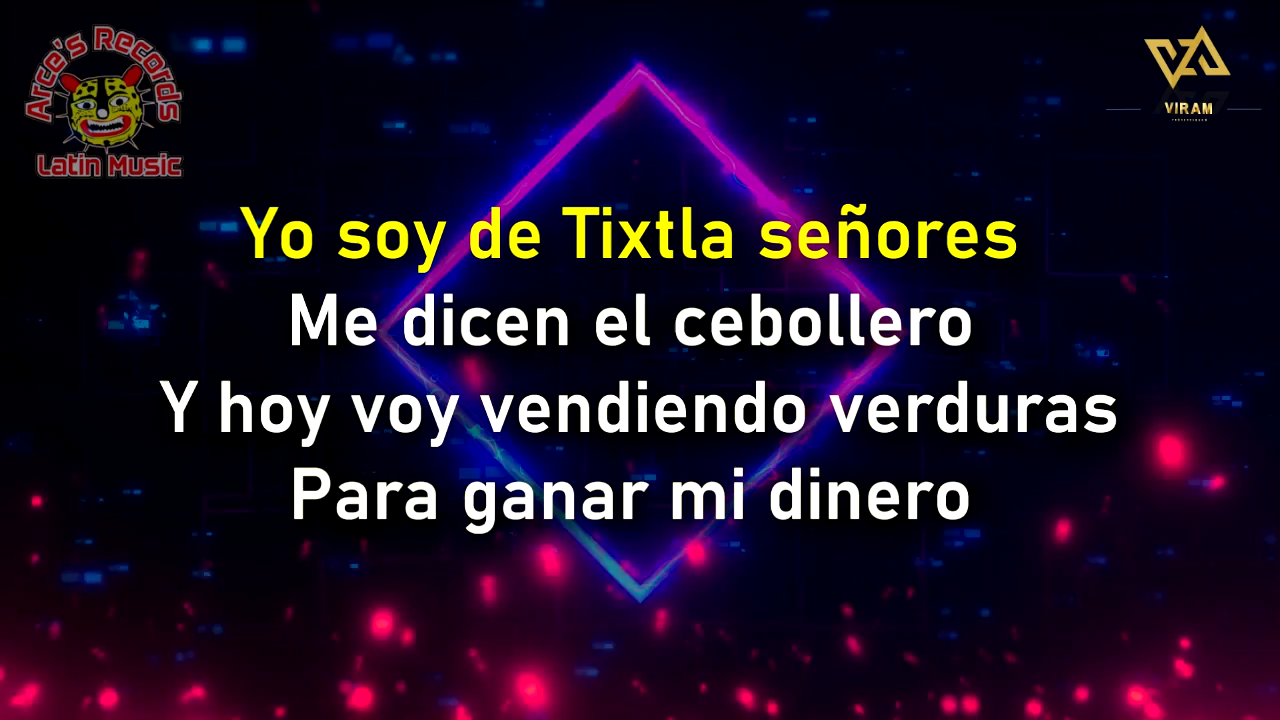 Arce's Records
Latin Music
VIRAM
Yo soy de Tixtla señores
Me dicen el cebollero
Y hoy voy vendiendo verduras
Para ganar mi dinero